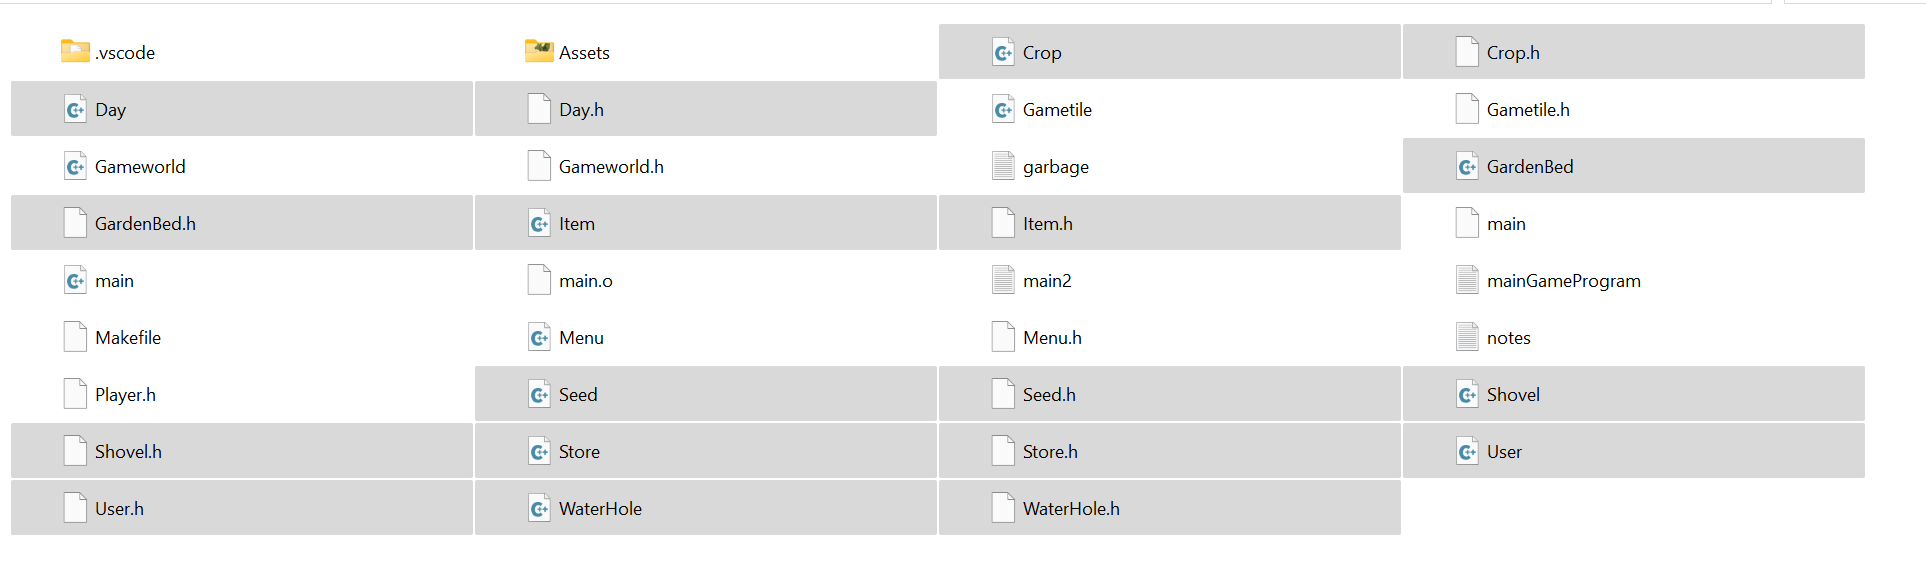 .vscode Assets Crop Crop.h
Day Day.h Gametile Gametile.h
Gameworld Gameworld.h garbage GardenBed
GardenBed.h Item Item.h main
main main.o main2 mainGameProgram
Makefile Menu Menu.h notes
Player.h Seed Seed.h Shovel
Shovel.h Store Store.h User
User.h WaterHole WaterHole.h